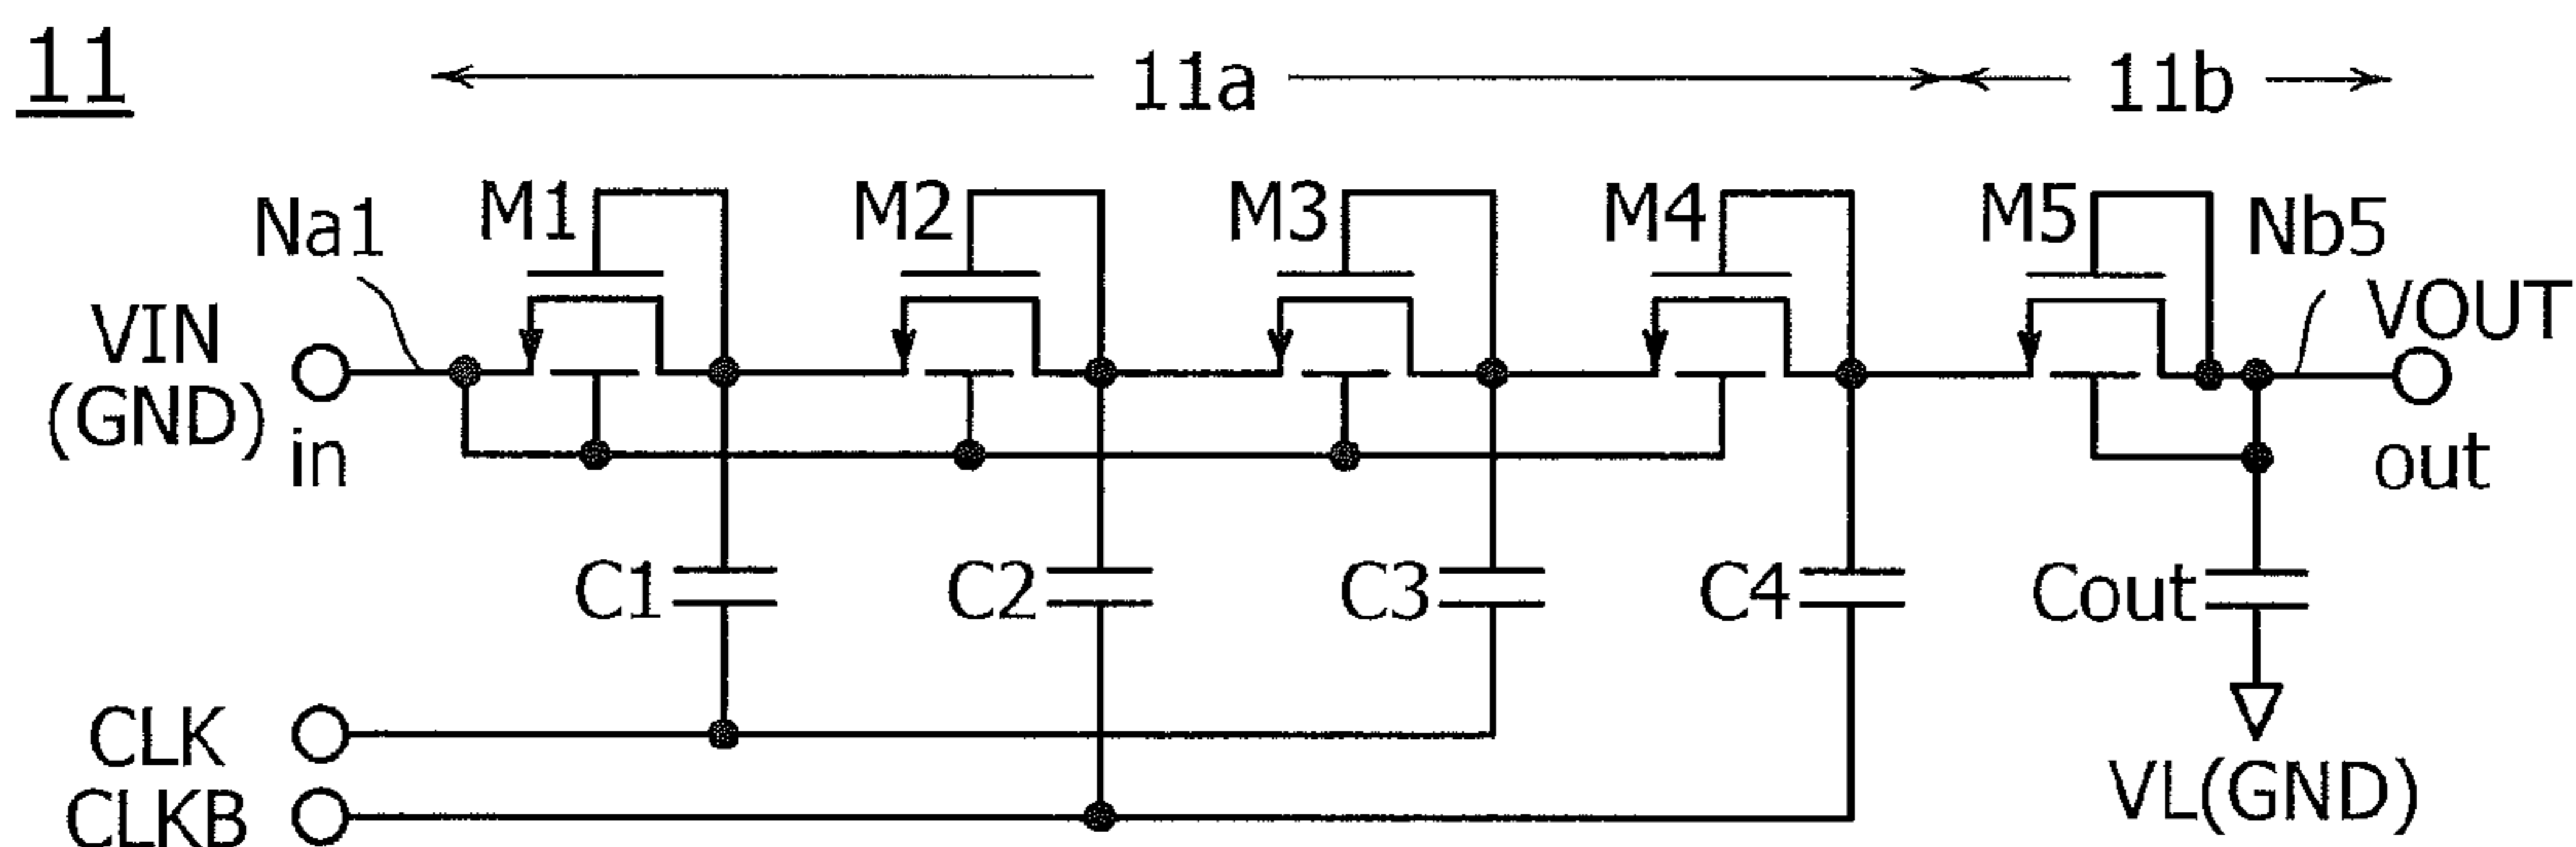 11
11a
11b
Na1
M1
M2
M3
M4
M5
Nb5
VIN
(GND)
in
VOUT
out
C1
C2
C3
C4
Cout
CLK
CLKB
VL(GND)